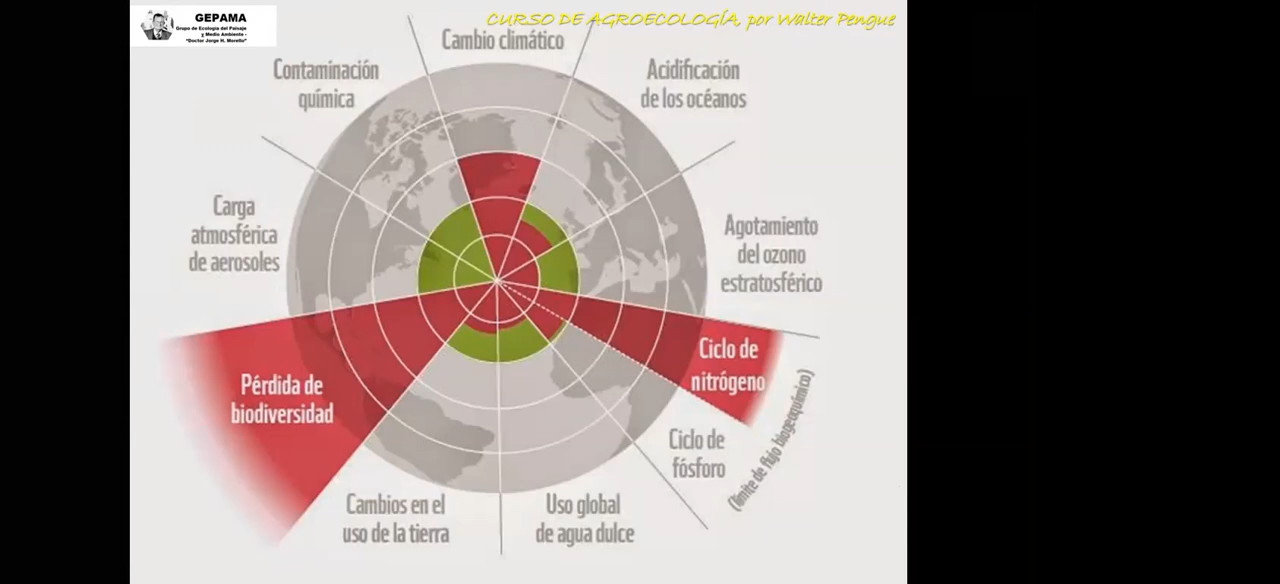 GEPAMA
Grupo de Ecología del Paisaje
y Medio Ambiente -
"Doctor Jorge H. Morello"
CURSO DE AGROECOLOGÍA, por Walter Pengue
Cambio climático
Contaminación
química
Acidificación
de los océanos
Carga
atmosférica
de aerosoles
Agotamiento
del ozono
estratosférico
Ciclo de
nitrógeno
Pérdida de
biodiversidad
(límite de flujo biogeoquímico)
Ciclo de
fósforo
Cambios en el
uso de la tierra
Uso global
de agua dulce